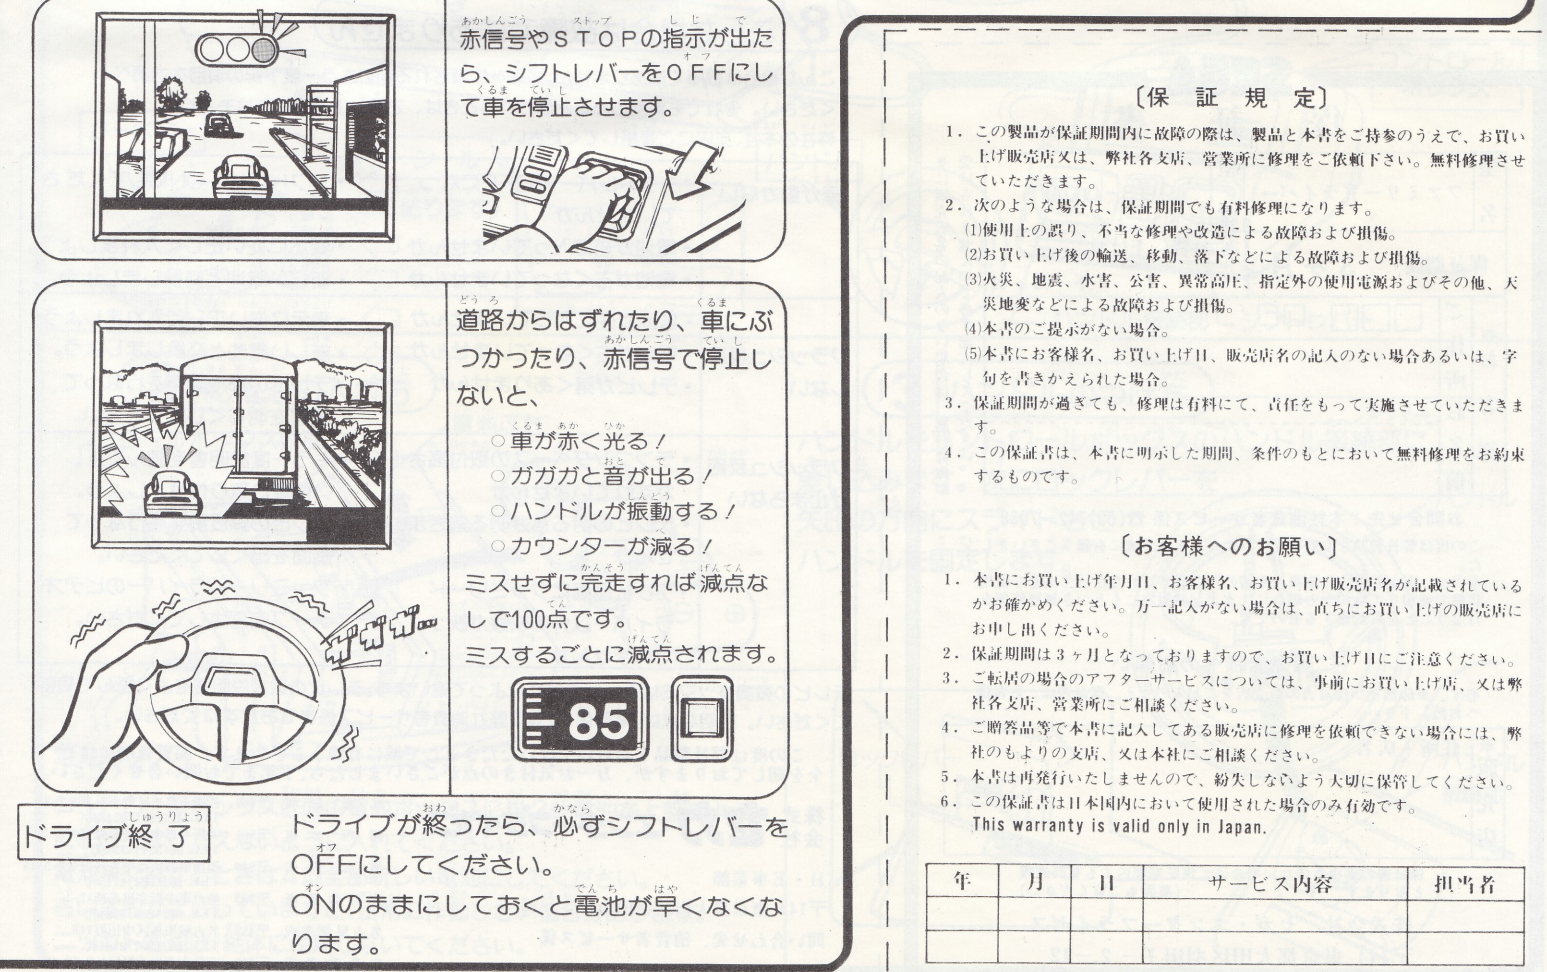 赤信号やSTOPの指示が出た
ら、シフトレバーをOFFにし
て車を停止させます。
道路からはずれたり、車にぶ
つかったり、赤信号で停止し
ないと、
○車が赤く光る!
○ガガガと音が出る!
○ハンドルが振動する!
○カウンターが減る!
ミスせずに完走すれば減点な
しで100点です。
ミスするごとに減点されます。
ガガガ…
85
ドライブ終了
ドライブが終ったら、必ずシフトレバーを
OFFにしてください。
ONのままにしておくと電池が早くなくな
ります。
〔保証規定〕
1. この製品が保証期間内に故障の際は、製品と本書をご持参のうえで、お買い
上げ販売店又は、弊社各支店、営業所に修理をご依頼下さい。無料修理させ
ていただきます。
2. 次のような場合は、保証期間でも有料修理になります。
(1)使用上の誤り、不当な修理や改造による故障および損傷。
(2)お買い上げ後の輸送、移動、落下などによる故障および損傷。
(3)火災、地震、水害、公害、異常高圧、指定外の使用電源およびその他、天
災地変などによる故障および損傷。
(4)本書のご提示がない場合。
(5)本書にお客様名、お買い上げ日、販売店名の記入のない場合あるいは、字
句を書きかえられた場合。
3. 保証期間が過ぎても、修理は有料にて、責任をもって実施させていただきま
す。
4. この保証書は、本書に明示した期間、条件のもとにおいて無料修理をお約束
するものです。
〔お客様へのお願い〕
1. 本書にお買い上げ年月日、お客様名、お買い上げ販売店名が記載されている
かお確かめください。万一記入がない場合は、直ちにお買い上げの販売店に
お申し出ください。
2. 保証期間は3ヶ月となっておりますので、お買い上げ日にご注意ください。
3. ご転居の場合のアフターサービスについては、事前にお買い上げ店、又は弊
社各支店、営業所にご相談ください。
4. ご贈答品等で本書に記入してある販売店に修理を依頼できない場合には、弊
社のもよりの支店、又は本社にご相談ください。
5. 本書は再発行いたしませんので、紛失しないよう大切に保管してください。
6. この保証書は日本国内において使用された場合のみ有効です。
This warranty is valid only in Japan.
年 月 日 サービス内容 担当者